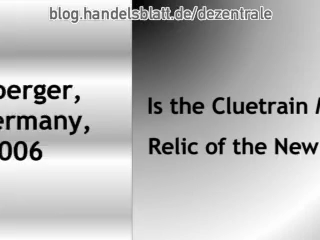 blog.handelsblatt.de/dezentrale
berger,
ermany,
006
Is the Cluetrain
Relic of the New